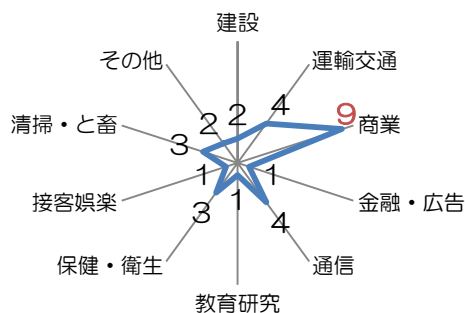 建設
その他
運輸交通
2
2
4
9
清掃・と畜
商業
3
1
1
接客娯楽
金融・広告
3
1
4
保健・衛生
通信
教育研究